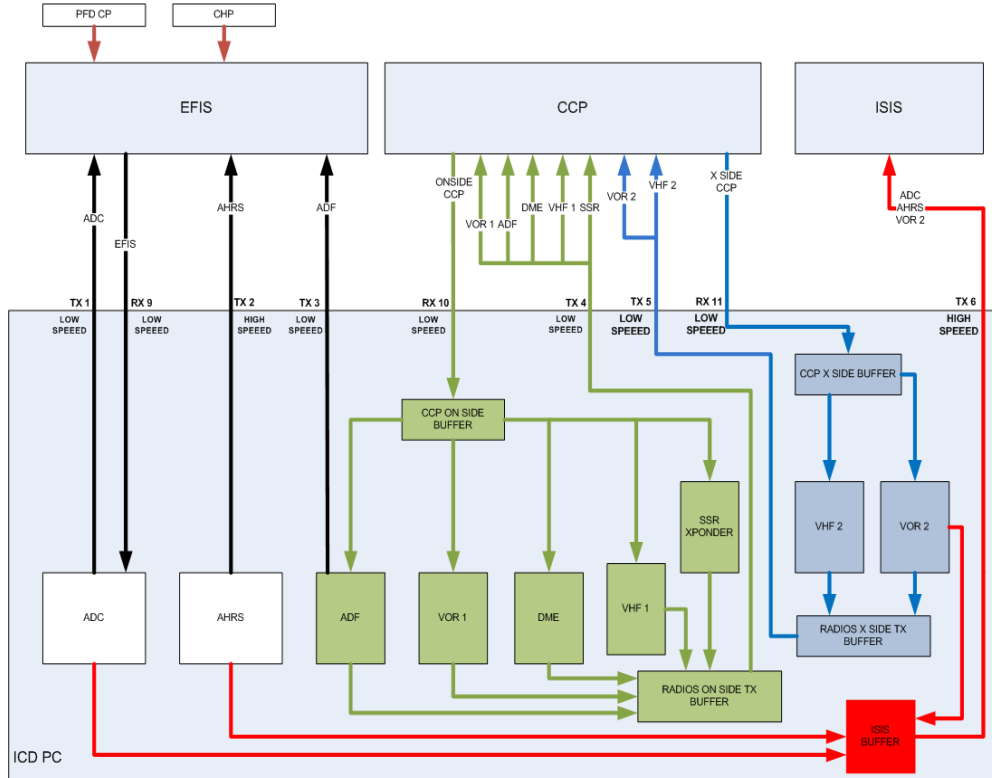 PFD CP
CHP
EFIS
CCP
ISIS
ADC
EFIS
AHRS
ADF
ONSIDE
CCP
VOR 1
ADF
DME
VHF 1
SSR
VOR 2
VHF 2
X SIDE
CCP
ADC
AHRS
VOR 2
TX 1
RX 9
TX 2
TX 3
RX 10
TX 4
TX 5
RX 11
TX 6
LOW
SPEEED
LOW
SPEEED
HIGH
SPEEED
LOW
SPEEED
LOW
SPEEED
LOW
SPEEED
LOW
SPEEED
LOW
SPEEED
HIGH
SPEEED
CCP X SIDE BUFFER
CCP ON SIDE
BUFFER
SSR
XPONDER
VHF 2
VOR 2
ADC
AHRS
ADF
VOR 1
DME
VHF 1
RADIOS X SIDE TX
BUFFER
RADIOS ON SIDE TX
BUFFER
ISIS
BUFFER
ICD PC